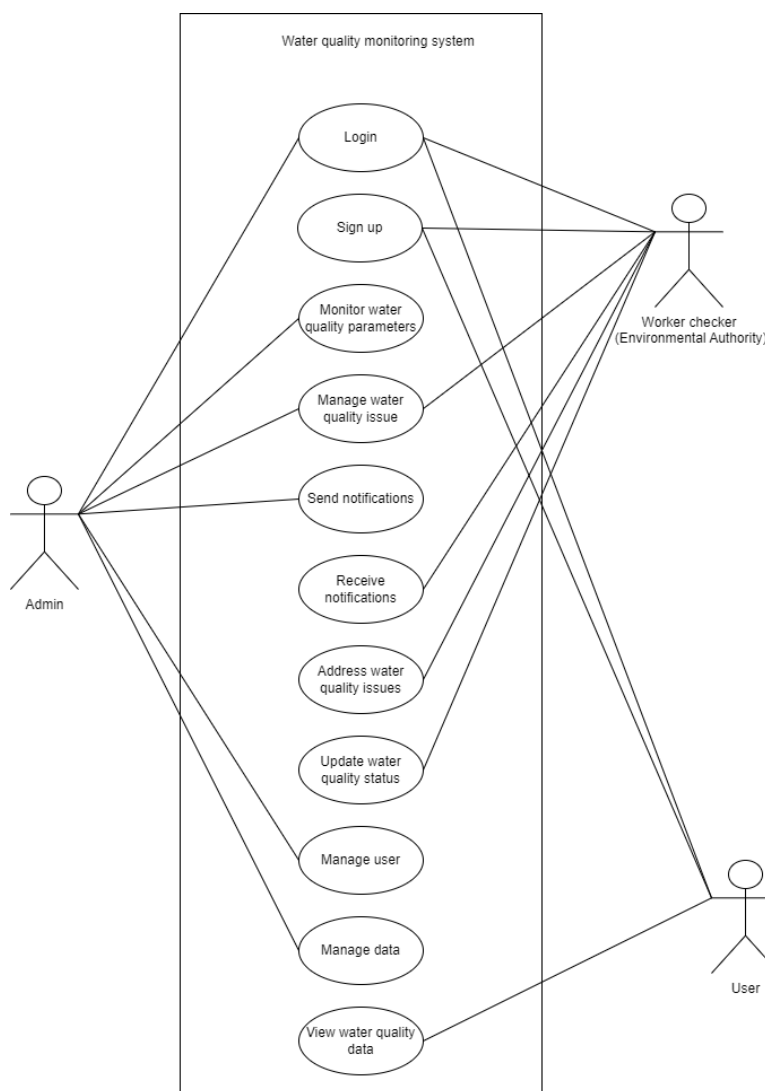 Water quality monitoring system
Login
Sign up
Monitor water
quality parameters
Worker checker
(Environmental Authority)
Manage water
quality issue
Send notifications
Admin
Receive
notifications
Address water
quality issues
Update water
quality status
Manage user
Manage data
User
View water quality
data